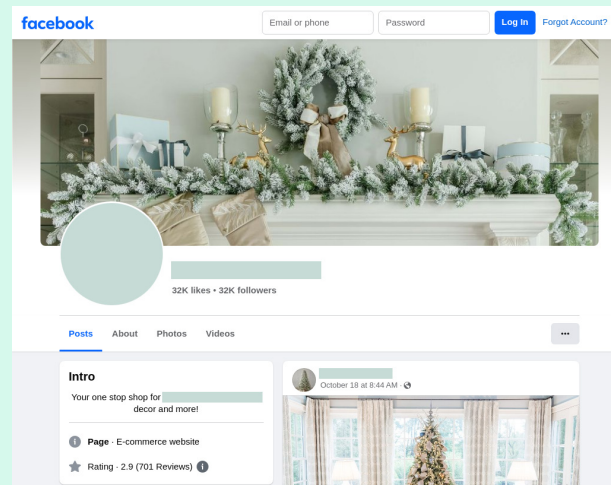 facebook
Email or phone
Password
Log In
Forgot Account?
32K likes • 32K followers
Posts
About
Photos
Videos
Intro
Your one stop shop for
decor and more!
Page · E-commerce website
Rating · 2.9 (701 Reviews)
October 18 at 8:44 AM ·